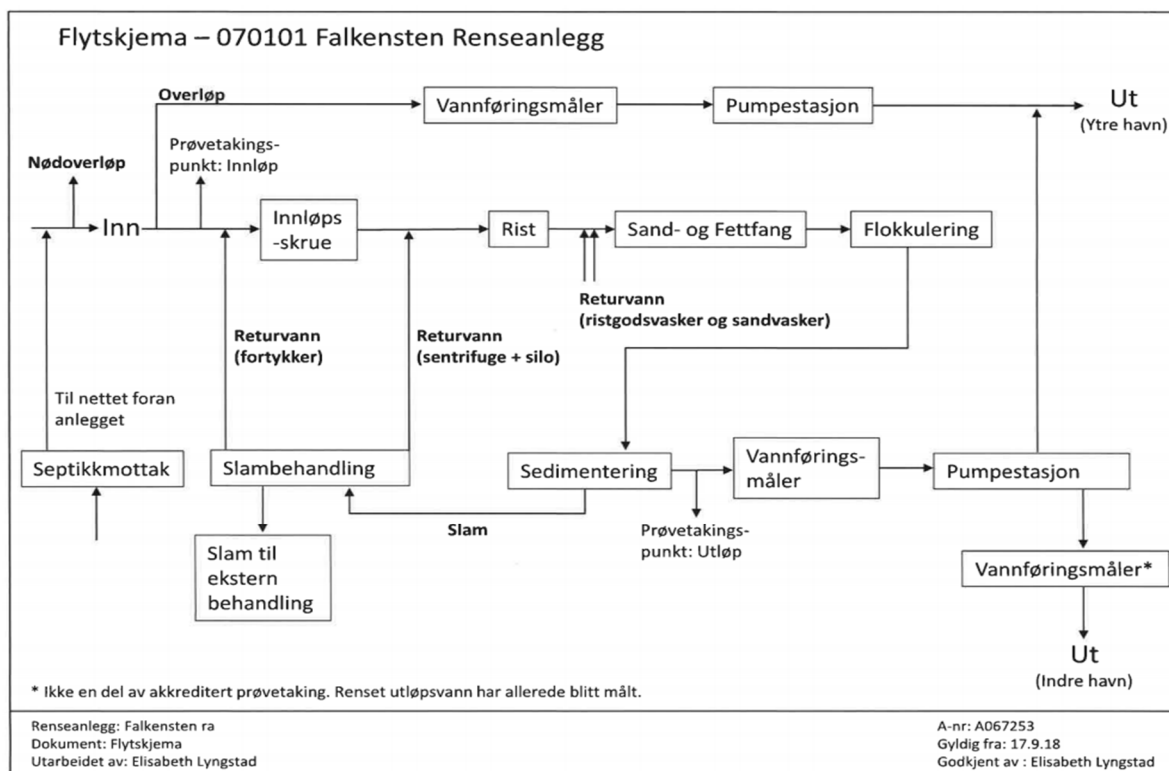 Flytskjema – 070101 Falkensten Renseanlegg
Overløp
Vannføringsmåler
Pumpestasjon
Ut
(Ytre havn)
Prøvetakings-
punkt: Innløp
Nødoverløp
Inn
Innløps
-skrue
Rist
Sand- og Fettfang
Flokkulering
Returvann
(ristgodsvasker og sandvasker)
Returvann
(fortykker)
Returvann
(sentrifuge + silo)
Til nettet foran
anlegget
Septikkmottak
Slambehandling
Sedimentering
Vannførings-
måler
Pumpestasjon
Slam
Prøvetakings-
punkt: Utløp
Slam til
ekstern
behandling
Vannføringsmåler*
Ut
(Indre havn)
* Ikke en del av akkreditert prøvetaking. Renset utløpsvann har allerede blitt målt.
Renseanlegg: Falkensten ra
Dokument: Flytskjema
Utarbeidet av: Elisabeth Lyngstad
A-nr: A067253
Gyldig fra: 17.9.18
Godkjent av : Elisabeth Lyngstad